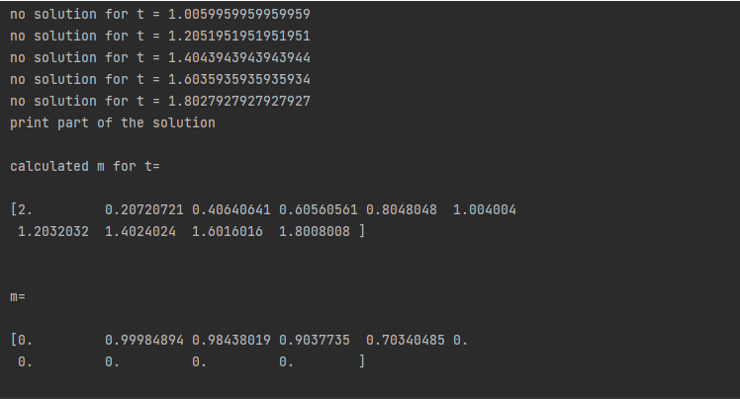 no solution for t = 1.0059959959959959
no solution for t = 1.2051951951951951
no solution for t = 1.4043943943943944
no solution for t = 1.6035935935935934
no solution for t = 1.8027927927927927
print part of the solution
calculated m for t=
[2.         0.20720721 0.40640641 0.60560561 0.8048048  1.004004
 1.2032032  1.4024024  1.6016016  1.8008008 ]
m=
[0.         0.99984894 0.98438019 0.9037735  0.70340485 0.
 0.         0.         0.         0.        ]